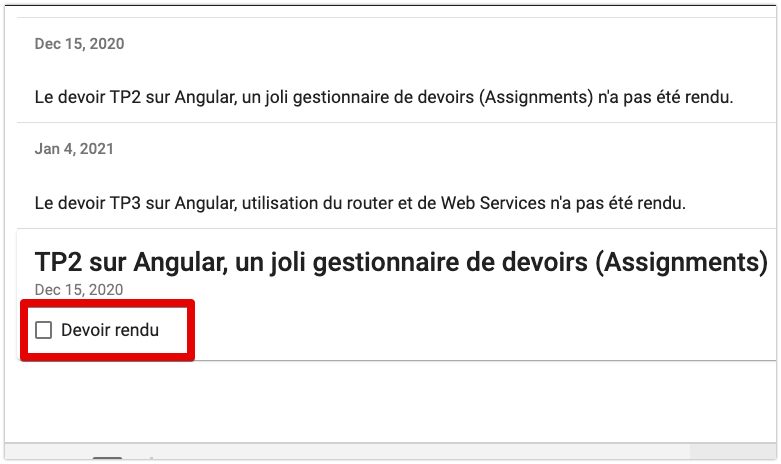 Dec 15, 2020
Le devoir TP2 sur Angular, un joli gestionnaire de devoirs (Assignments) n'a pas été rendu.
Jan 4, 2021
Le devoir TP3 sur Angular, utilisation du router et de Web Services n'a pas été rendu.
TP2 sur Angular, un joli gestionnaire de devoirs (Assignments)
Dec 15, 2020
Devoir rendu